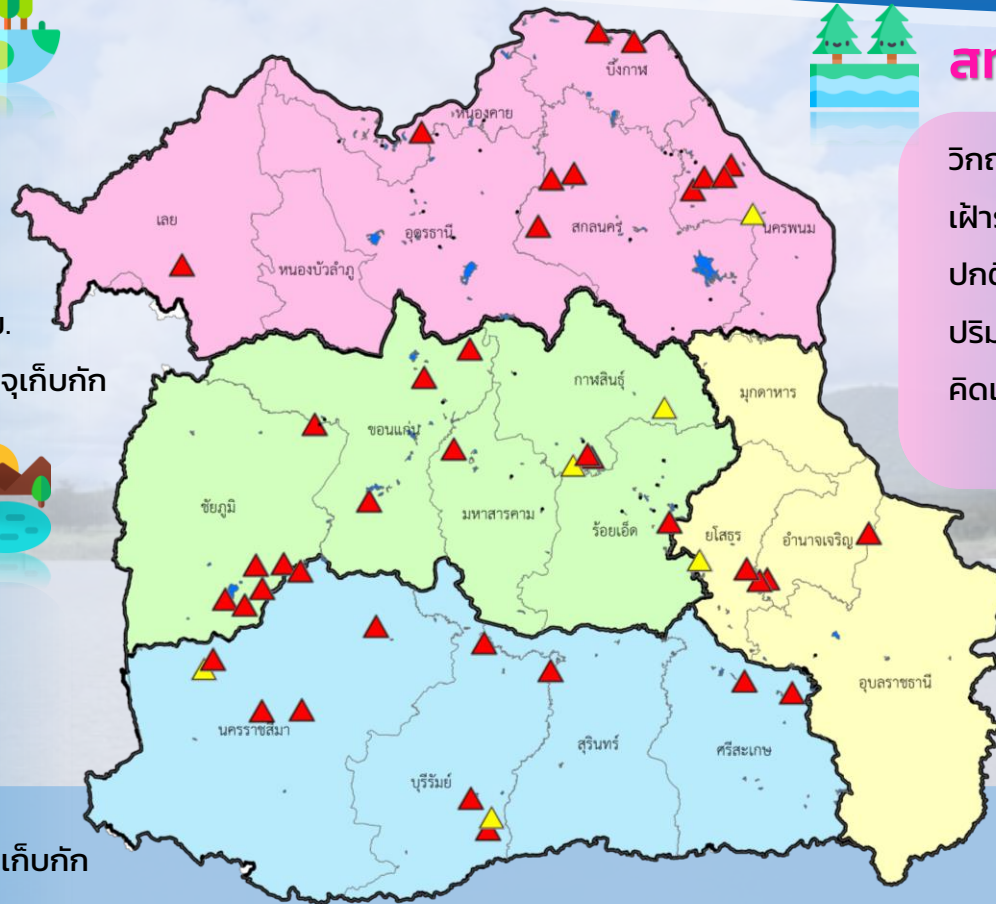 สท
บึงกาฬ
หนองคาย
เลย
อุดรธานี
สกลนคร
นครพนม
หนองบัวลำภู
วิกฤ
เฝ้าร
ปกติ
ปริม
คิดเ
ม.
จุเก็บกัก
กาฬสินธุ์
มุกดาหาร
ขอนแก่น
ชัยภูมิ
มหาสารคาม
ร้อยเอ็ด
ยโสธร
อำนาจเจริญ
อุบลราชธานี
นครราชสีมา
สุรินทร์
ศรีสะเกษ
บุรีรัมย์
เก็บกัก